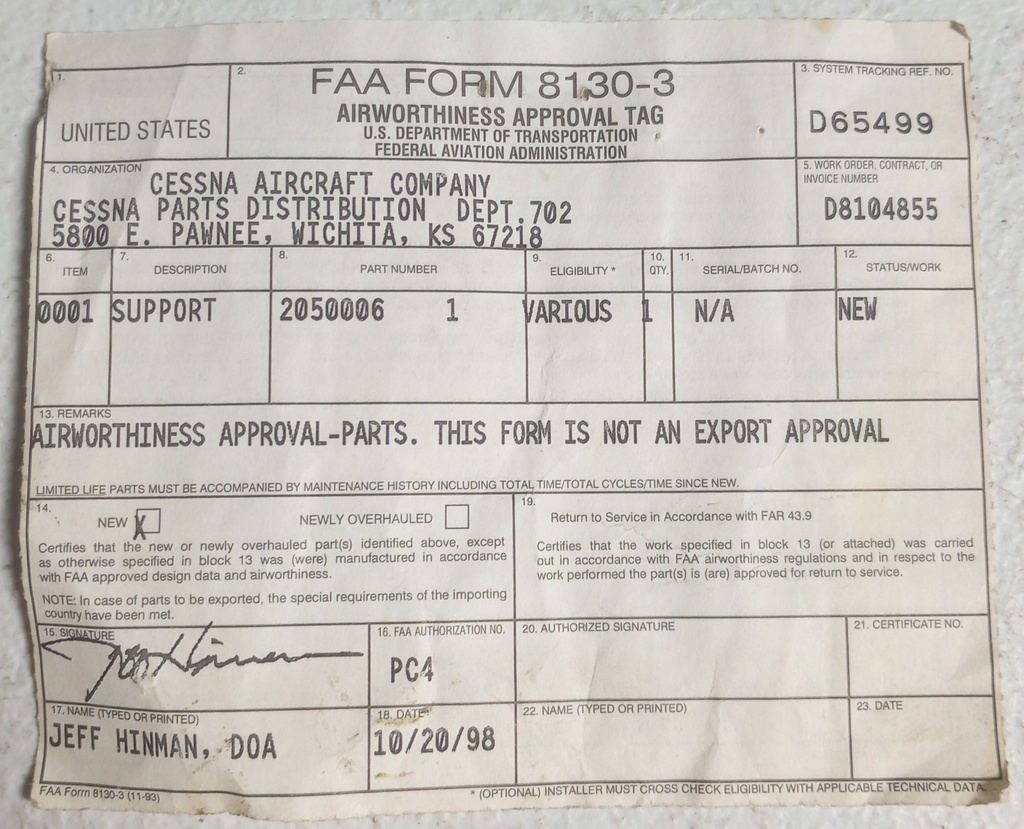 1.
UNITED STATES
2.
FAA FORM 8130-3
AIRWORTHINESS APPROVAL TAG
U.S. DEPARTMENT OF TRANSPORTATION
FEDERAL AVIATION ADMINISTRATION
3. SYSTEM TRACKING REF. NO.
D65499
4. ORGANIZATION
CESSNA AIRCRAFT COMPANY
CESSNA PARTS DISTRIBUTION DEPT.702
5800 E. PAWNEE, WICHITA, KS 67218
5. WORK ORDER, CONTRACT, OR
INVOICE NUMBER
D8104855
6. ITEM
7. DESCRIPTION
8. PART NUMBER
9. ELIGIBILITY *
10. QTY.
11. SERIAL/BATCH NO.
12. STATUS/WORK
0001 SUPPORT 2050006 1 VARIOUS 1 N/A NEW
13. REMARKS
AIRWORTHINESS APPROVAL-PARTS. THIS FORM IS NOT AN EXPORT APPROVAL
LIMITED LIFE PARTS MUST BE ACCOMPANIED BY MAINTENANCE HISTORY INCLUDING TOTAL TIME/TOTAL CYCLES/TIME SINCE NEW.
14.
NEW X NEWLY OVERHAULED
Certifies that the new or newly overhauled part(s) identified above, except
as otherwise specified in block 13 was (were) manufactured in accordance
with FAA approved design data and airworthiness.
NOTE: In case of parts to be exported, the special requirements of the importing
country have been met.
19.
Return to Service in Accordance with FAR 43.9
Certifies that the work specified in block 13 (or attached) was carried
out in accordance with FAA airworthiness regulations and in respect to the
work performed the part(s) is (are) approved for return to service.
15. SIGNATURE
Jeff Hinman
16. FAA AUTHORIZATION NO.
PC4
20. AUTHORIZED SIGNATURE
21. CERTIFICATE NO.
17. NAME (TYPED OR PRINTED)
JEFF HINMAN, DOA
18. DATE
10/20/98
22. NAME (TYPED OR PRINTED)
23. DATE
FAA Form 8130-3 (11-93)
* (OPTIONAL) INSTALLER MUST CROSS CHECK ELIGIBILITY WITH APPLICABLE TECHNICAL DATA.